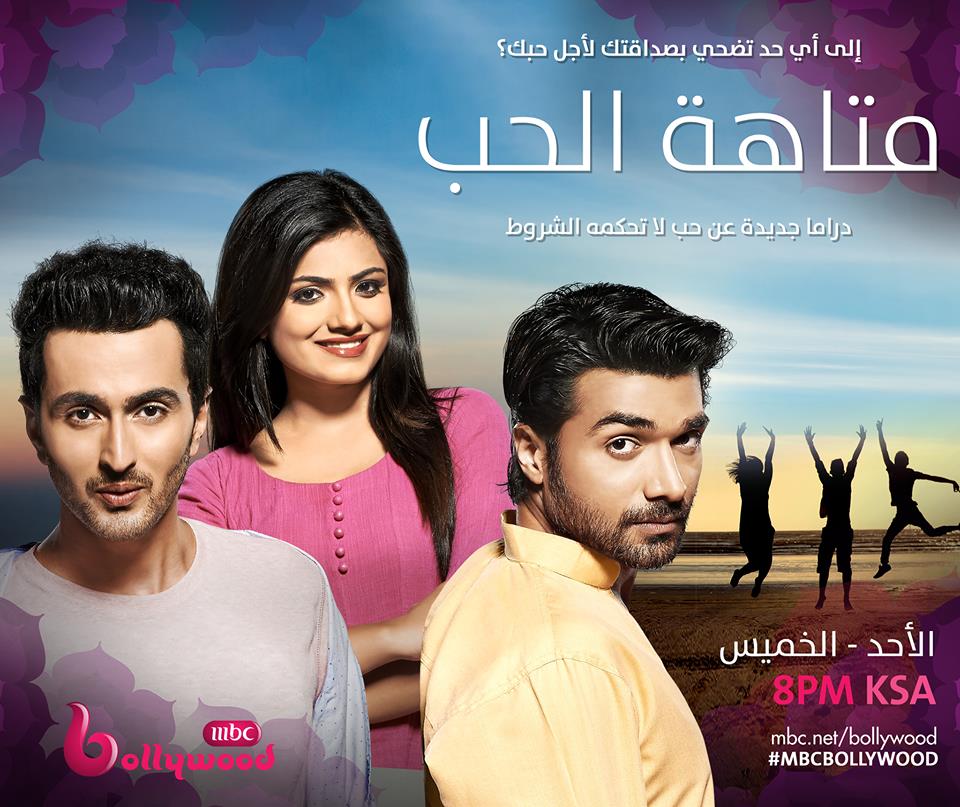 إلى أي حد تضحي بصداقتك لأجل حبك؟
متاهة الحب
دراما جديدة عن حب لا تحكمه الشروط
الأحد - الخميس
8PM KSA
mbc.net/bollywood
#MBCBOLLYWOOD
mbc
bollywood